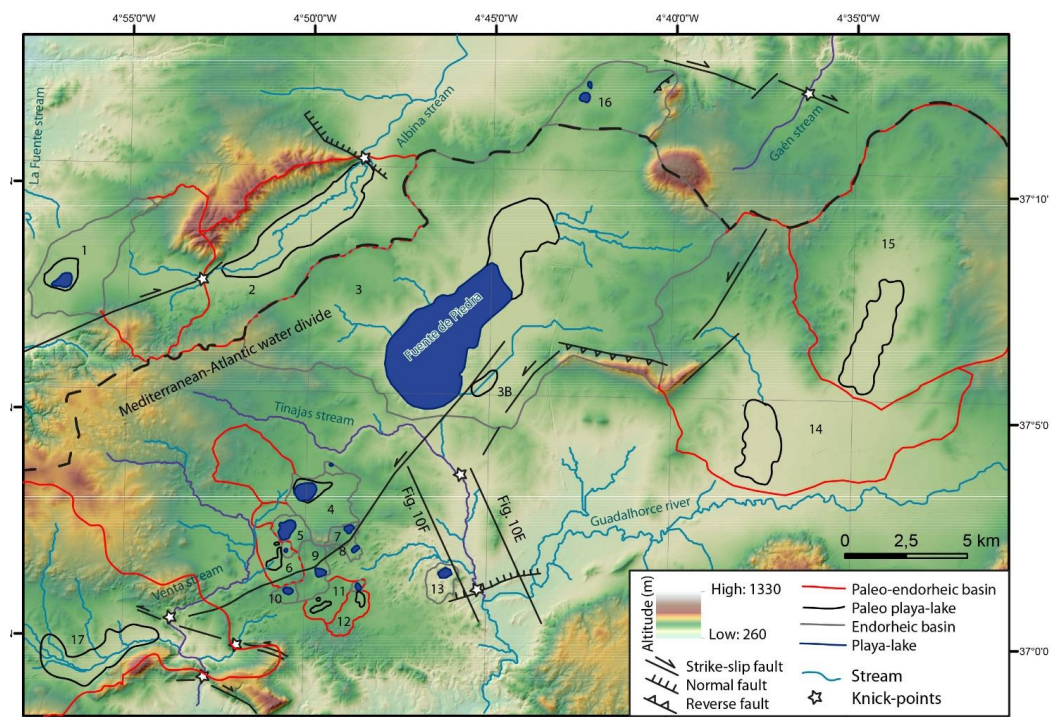 4°55'0"W
4°50'0"W
4°45'0"W
4°40'0"W
4°35'0"W
La Fuente stream
Albina stream
16
Gaén stream
37°10'
1
2
3
15
Fuente de Piedra
Mediterranean-Atlantic water divide
3B
Tinajas stream
37°5'0
14
Fig. 10F
Fig. 10E
Guadalhorce river
4
5
7
8
9
6
10
11
12
13
Venta stream
17
0 2,5 5 km
37°0'0
Altitude (m)
High: 1330
Low: 260
Strike-slip fault
Normal fault
Reverse fault
Paleo-endorheic basin
Paleo playa-lake
Endorheic basin
Playa-lake
Stream
Knick-points